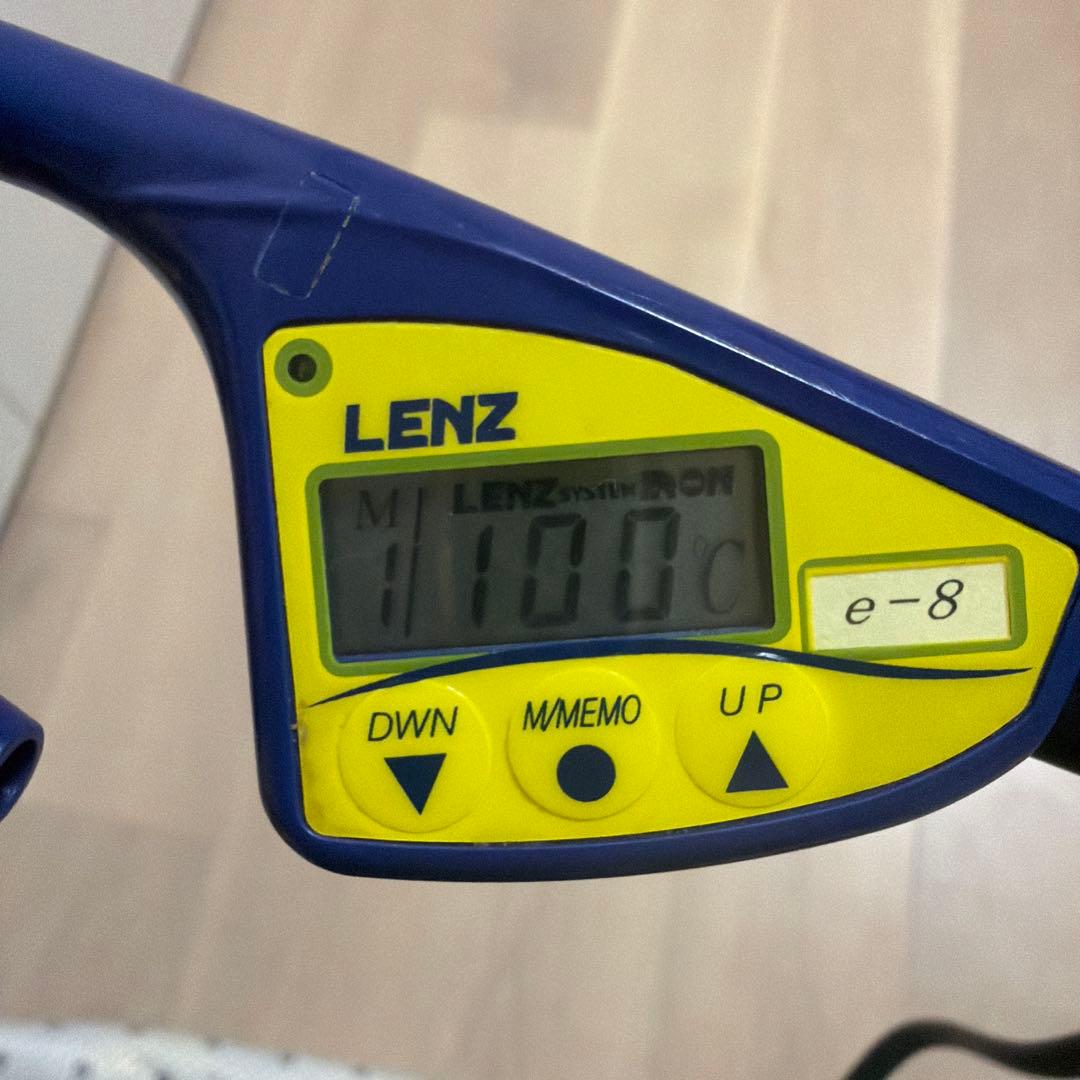 LENZ
M LENZ SYSTEM IRON
1 100 °C
e-8
DWN M/MEMO UP